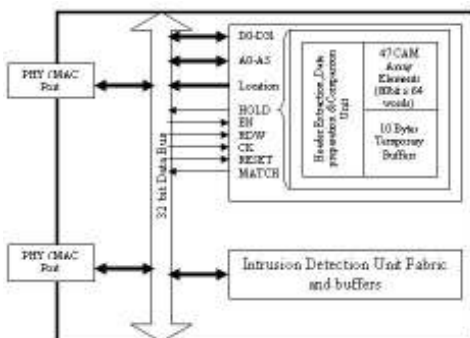 D0-D31
A0-A5
Location
HOLD
EN
RDW
CK
RESET
MATCH
PHY (MAC
Port
32 bit Data Bus
Header Extraction, Data
preparation & Comparison
Unit
47 CAM
Array
Elements
(80bit x 64
words)
10 Bytes
Temporary
Buffers
PHY (MAC
Port
Intrusion Detection Unit Fabric
and buffers